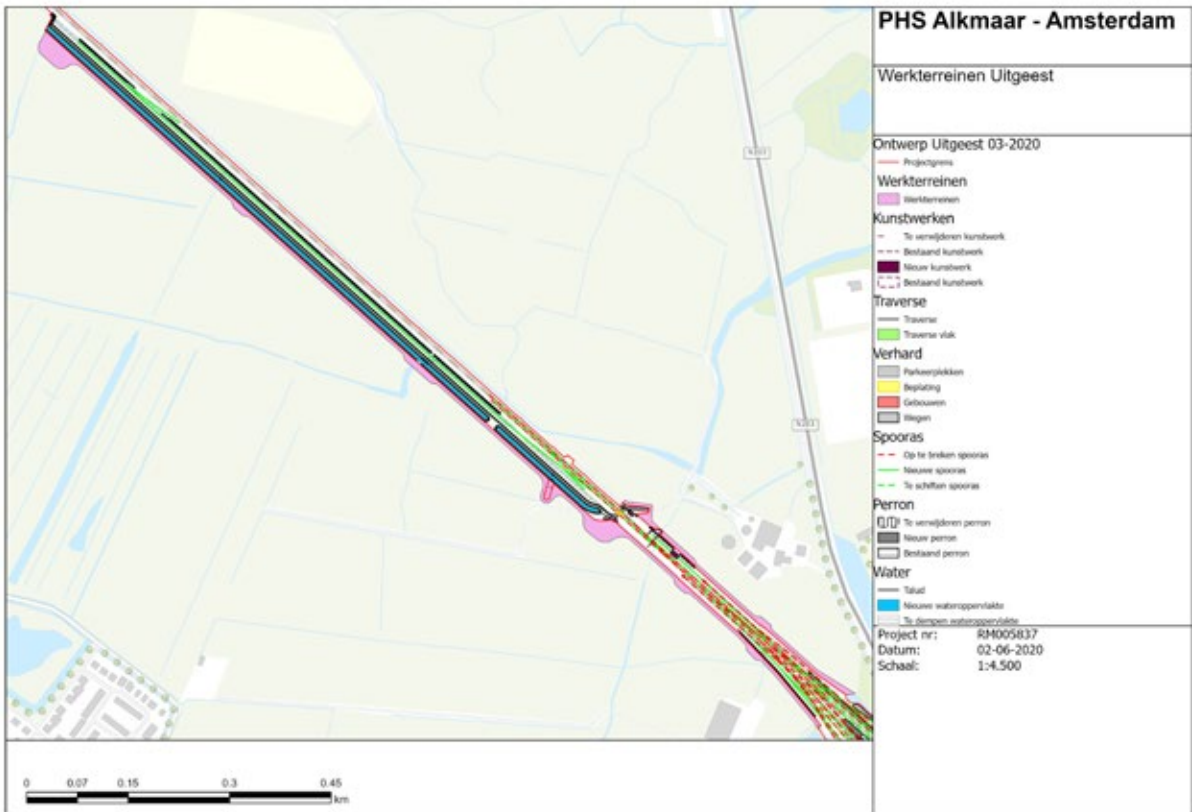 PHS Alkmaar - Amsterdam
Werkterreinen Uitgeest
Ontwerp Uitgeest 03-2020
Projectgrens
Werkterreinen
Werkterreinen
Kunstwerken
Te verwijderen kunstwerk
Bestaand kunstwerk
Nieuw kunstwerk
Bestaand kunstwerk
Traverse
Traverse
Traverse vlak
Verhard
Parkeerplekken
Beplating
Gebouwen
Wegen
Spooras
Op te breken spooras
Nieuwe spooras
Te schiften spooras
Perron
Te verwijderen perron
Nieuw perron
Bestaand perron
Water
Talud
Nieuwe wateroppervlakte
Te dempen wateroppervlakte
Project nr: RM005837
Datum: 02-06-2020
Schaal: 1:4.500
N203
N203
0 0.07 0.15 0.3 0.45
km